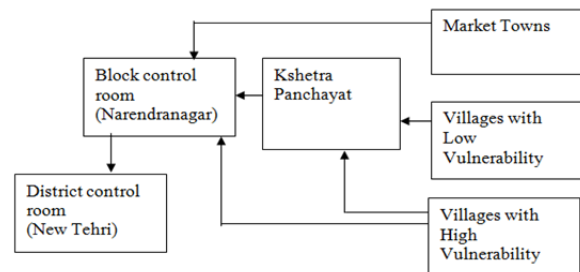 Market Towns
Block control
room
(Narendranagar)
Kshetra
Panchayat
Villages with
Low
Vulnerability
District control
room
(New Tehri)
Villages with
High
Vulnerability